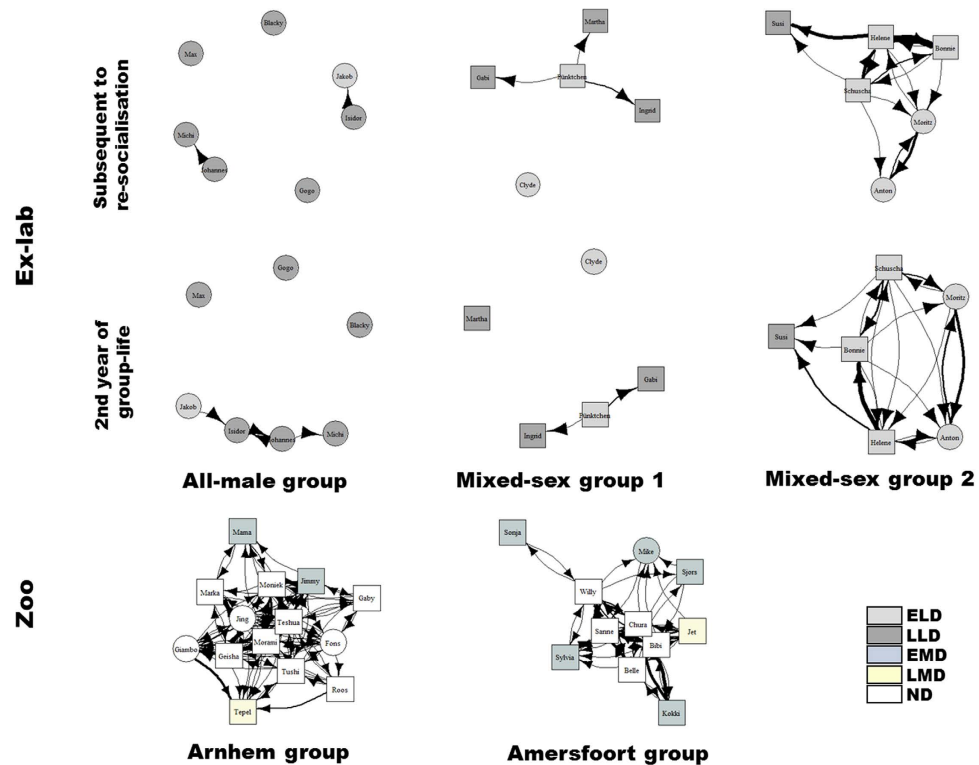 Ex-lab
Subsequent to
re-socialisation
Blacky
Max
Jakob
Isidor
Michi
Johannes
Gogo
Martha
Gabi
Pünktchen
Ingrid
Clyde
Susi
Helene
Bonnie
Schuscha
Moritz
Anton
2nd year of
group-life
Gogo
Max
Blacky
Jakob
Isidor
Johannes
Michi
Clyde
Martha
Gabi
Pünktchen
Ingrid
Schuscha
Moritz
Susi
Bonnie
Helene
Anton
All-male group
Mixed-sex group 1
Mixed-sex group 2
Zoo
Mama
Moniek
Jimmy
Marka
Gaby
Jing
Teshua
Morami
Fons
Giambo
Geisha
Tushi
Roos
Tepel
Sonja
Mike
Sjors
Willy
Chura
Sanne
Jet
Bibi
Sylvia
Belle
Kokki
ELD
LLD
EMD
LMD
ND
Arnhem group
Amersfoort group